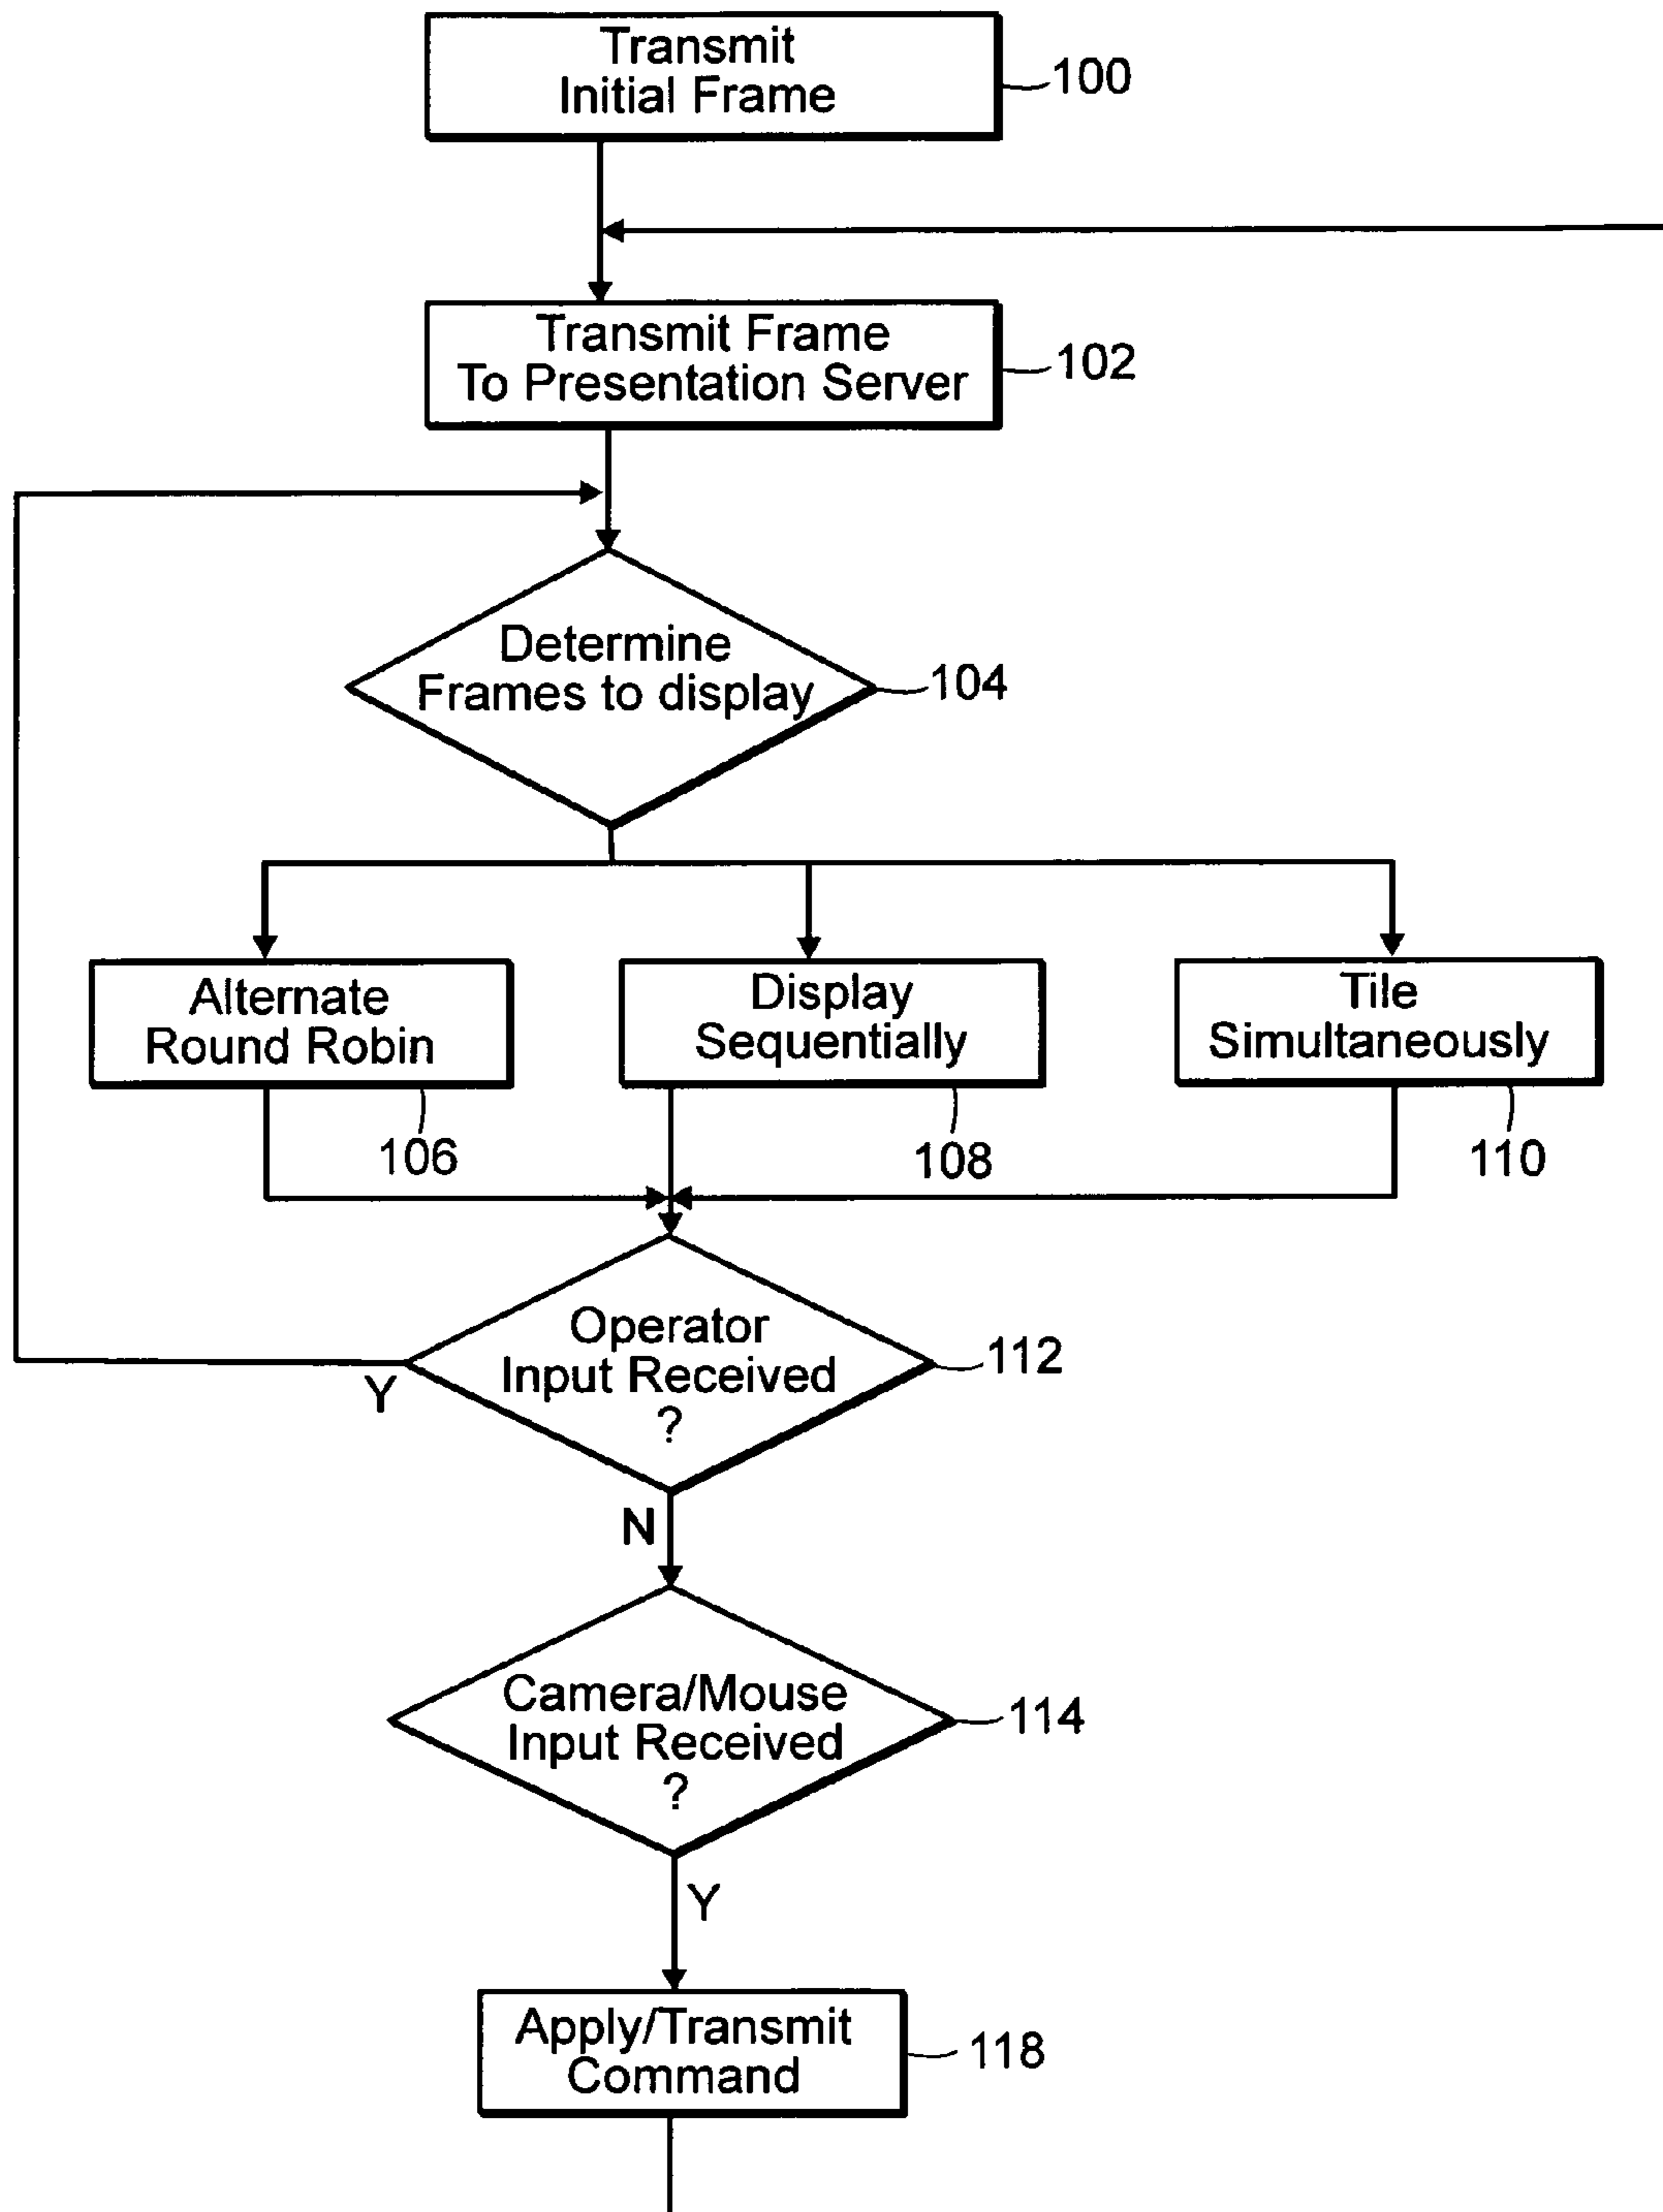 Transmit
Initial Frame
100
Transmit Frame
To Presentation Server
102
Determine
Frames to display
104
Alternate
Round Robin
106
Display
Sequentially
108
Tile
Simultaneously
110
Operator
Input Received
?
112
Y
N
Camera/Mouse
Input Received
?
114
Y
Apply/Transmit
Command
118